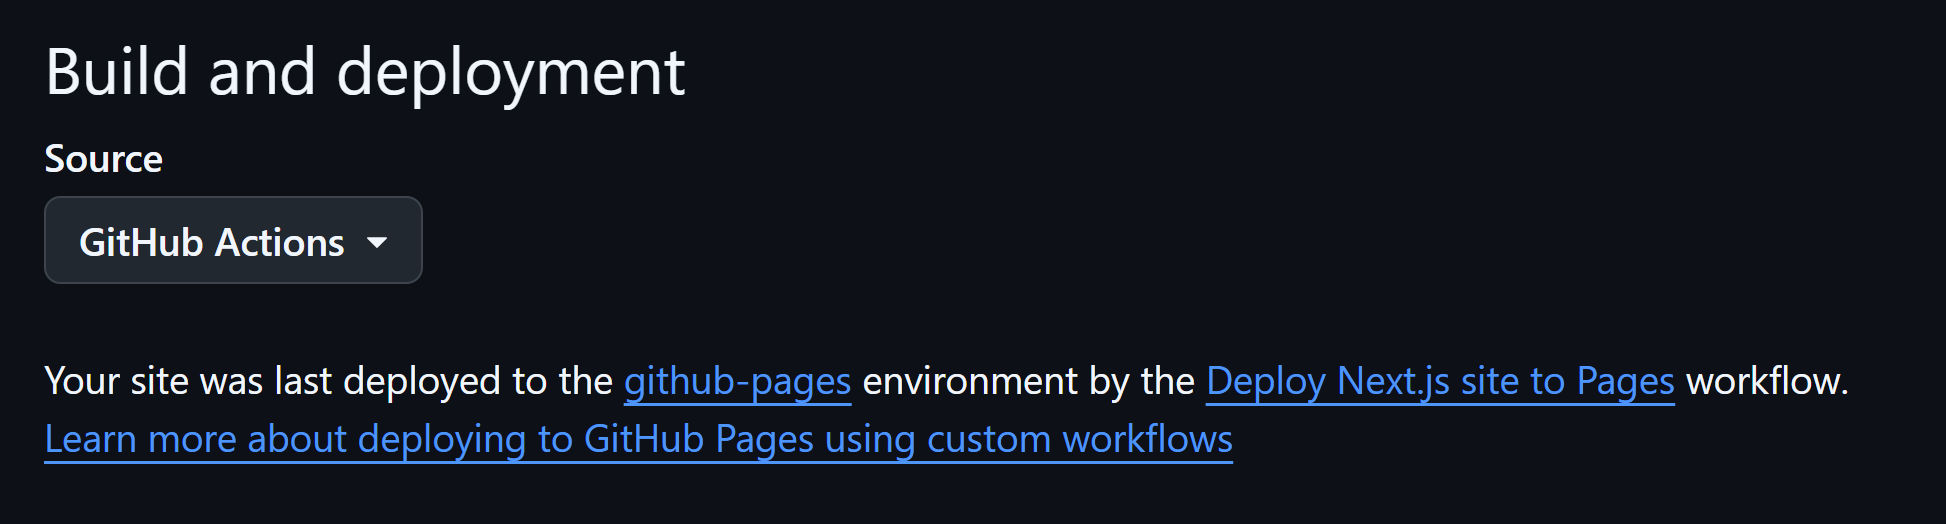 Build and deployment
Source
GitHub Actions
Your site was last deployed to the github-pages environment by the Deploy Next.js site to Pages workflow.
Learn more about deploying to GitHub Pages using custom workflows